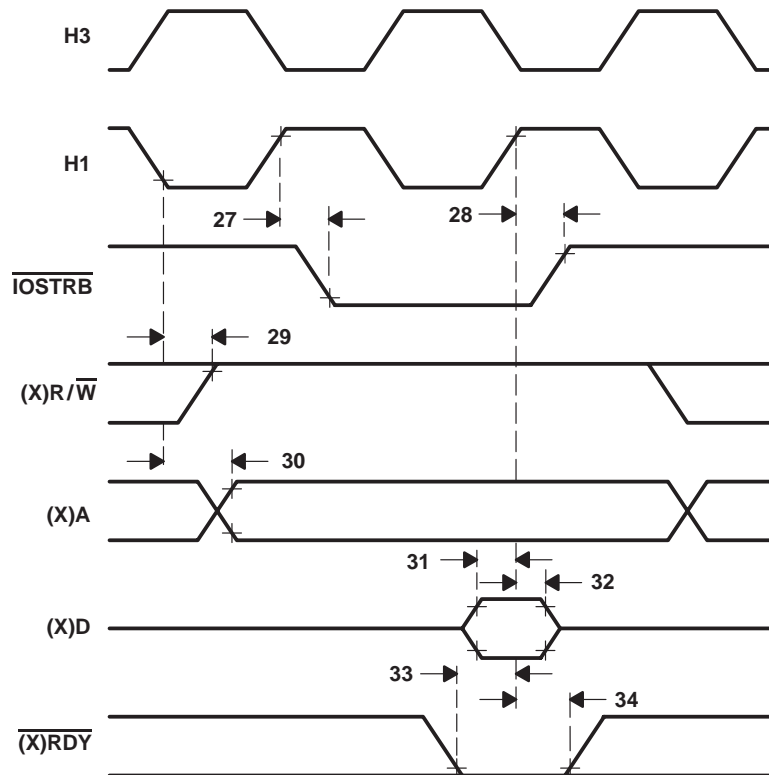 H3
H1
27
28
IOSTRB
29
(X)R/W
30
(X)A
31
32
(X)D
33
34
(X)RDY